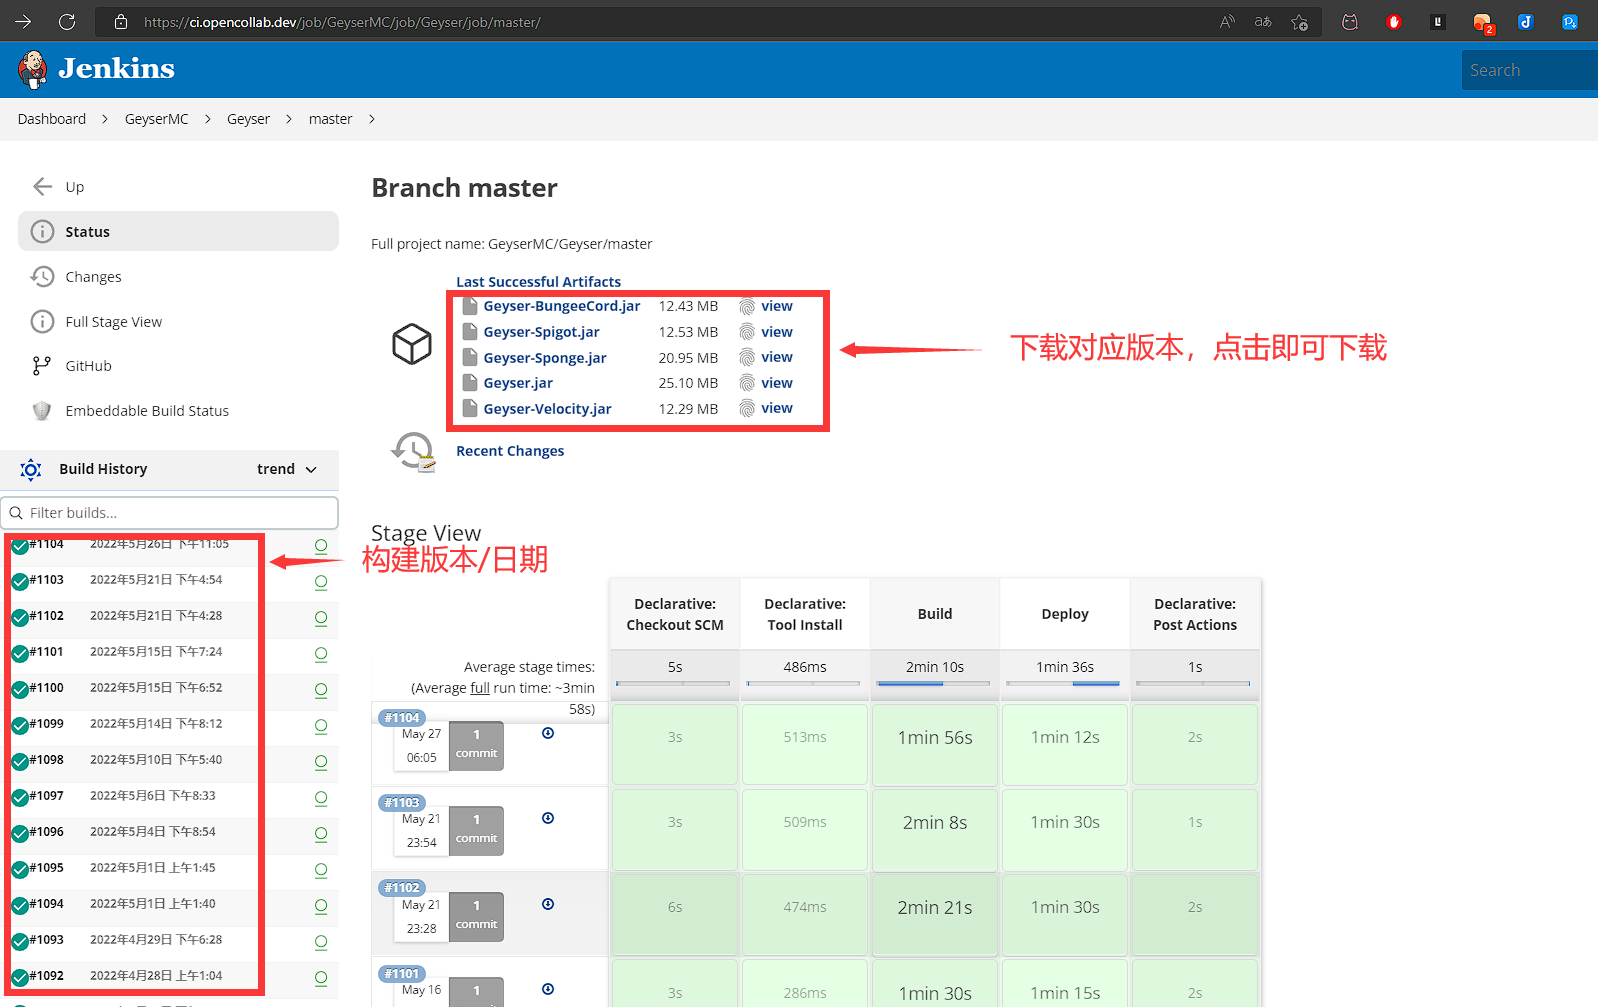 https://ci.opencollab.dev/job/GeyserMC/job/Geyser/job/master/
2
Jenkins
Search
Dashboard > GeyserMC > Geyser > master >
Up
Status
Changes
Full Stage View
GitHub
Embeddable Build Status
Build History trend
Filter builds...
#1104 2022年5月26日 下午11:05
#1103 2022年5月21日 下午4:54
#1102 2022年5月21日 下午4:28
#1101 2022年5月15日 下午7:24
#1100 2022年5月15日 下午6:52
#1099 2022年5月14日 下午8:12
#1098 2022年5月10日 下午5:40
#1097 2022年5月6日 下午8:33
#1096 2022年5月4日 下午8:54
#1095 2022年5月1日 上午1:45
#1094 2022年5月1日 上午1:40
#1093 2022年4月29日 下午6:28
#1092 2022年4月28日 上午1:04
构建版本/日期
Branch master
Full project name: GeyserMC/Geyser/master
Last Successful Artifacts
Geyser-BungeeCord.jar 12.43 MB view
Geyser-Spigot.jar 12.53 MB view
Geyser-Sponge.jar 20.95 MB view
Geyser.jar 25.10 MB view
Geyser-Velocity.jar 12.29 MB view
下载对应版本，点击即可下载
Recent Changes
Stage View
Declarative: Checkout SCM
Declarative: Tool Install
Build
Deploy
Declarative: Post Actions
Average stage times:
(Average full run time: ~3min
58s)
5s 486ms 2min 10s 1min 36s 1s
#1104
May 27
06:05
1
commit
3s 513ms 1min 56s 1min 12s 2s
#1103
May 21
23:54
1
commit
3s 509ms 2min 8s 1min 30s 1s
#1102
May 21
23:28
1
commit
6s 474ms 2min 21s 1min 30s 2s
#1101
May 16
1
3s 286ms 1min 30s 1min 15s 2s